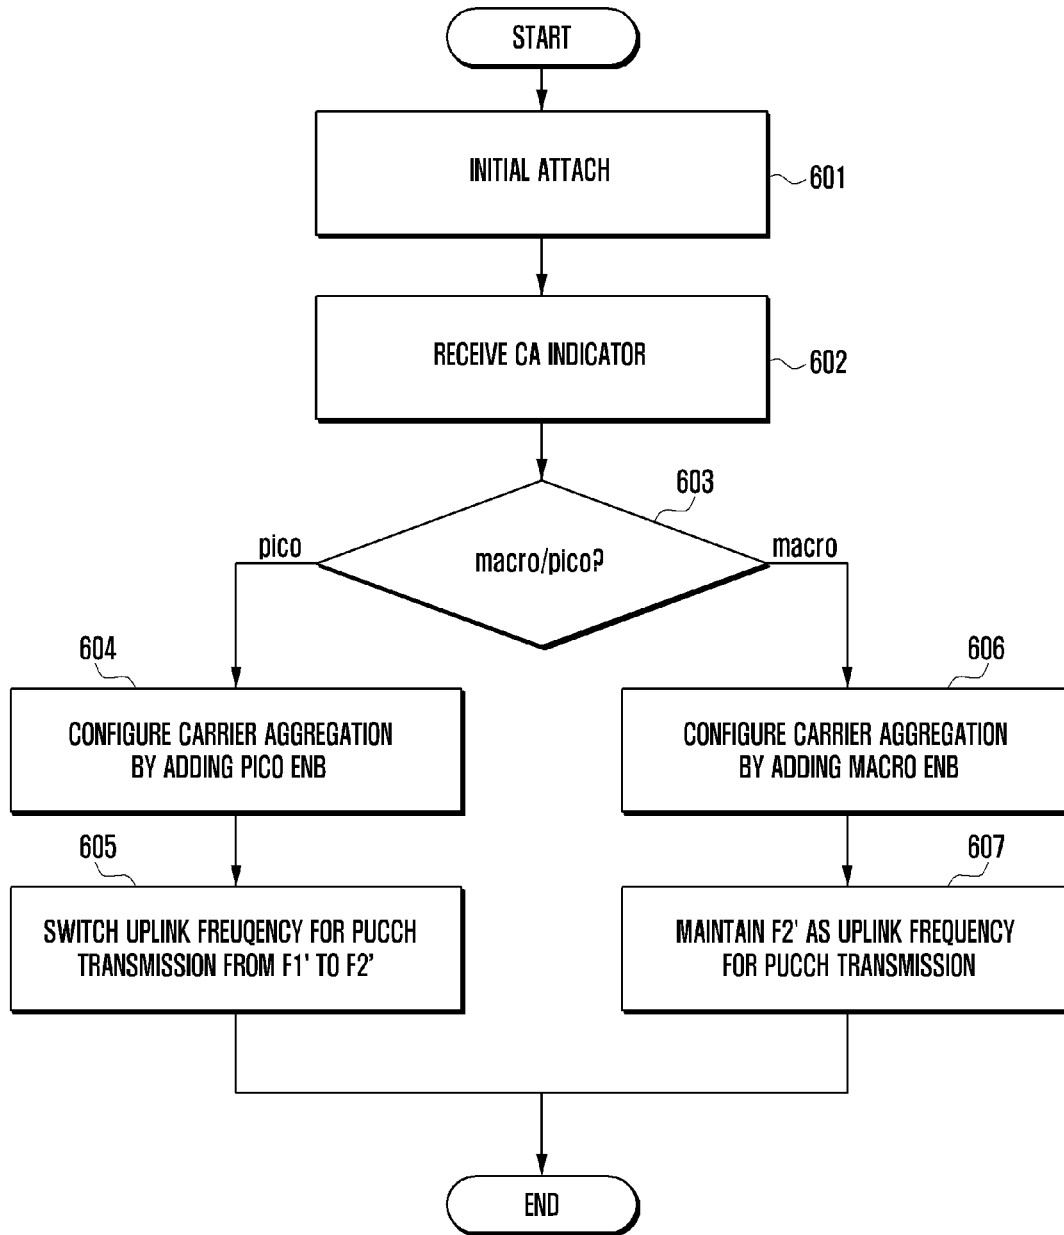 START
INITIAL ATTACH
601
RECEIVE CA INDICATOR
602
603
macro/pico?
pico
macro
604
CONFIGURE CARRIER AGGREGATION
BY ADDING PICO ENB
606
CONFIGURE CARRIER AGGREGATION
BY ADDING MACRO ENB
605
SWITCH UPLINK FREUQENCY FOR PUCCH
TRANSMISSION FROM F1' TO F2'
607
MAINTAIN F2' AS UPLINK FREQUENCY
FOR PUCCH TRANSMISSION
END